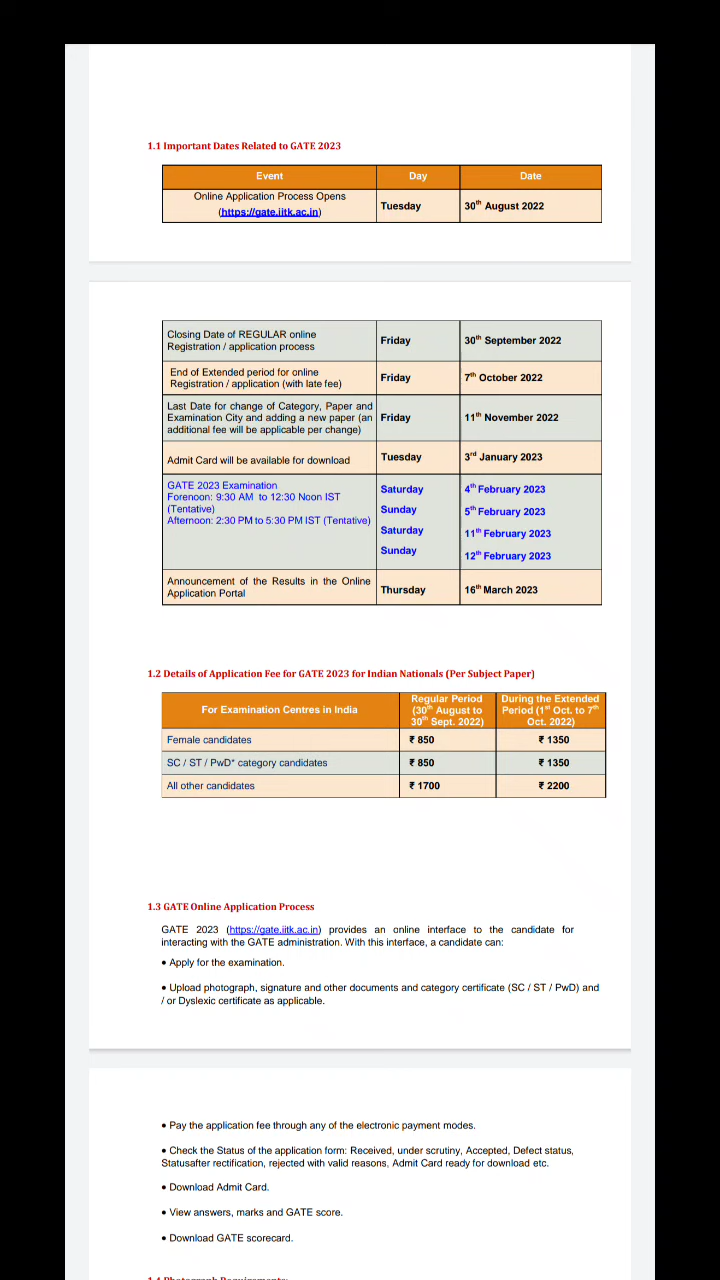 1.1 Important Dates Related to GATE 2023
Event Day Date
Online Application Process Opens
(https://gate.iitk.ac.in)
Tuesday 30th August 2022
Closing Date of REGULAR online
Registration / application process
Friday 30th September 2022
End of Extended period for online
Registration / application (with late fee)
Friday 7th October 2022
Last Date for change of Category, Paper and
Examination City and adding a new paper (an
additional fee will be applicable per change)
Friday 11th November 2022
Admit Card will be available for download
Tuesday 3rd January 2023
GATE 2023 Examination
Forenoon: 9:30 AM to 12:30 Noon IST
(Tentative)
Afternoon: 2:30 PM to 5:30 PM IST (Tentative)
Saturday 4th February 2023
Sunday 5th February 2023
Saturday 11th February 2023
Sunday 12th February 2023
Announcement of the Results in the Online
Application Portal
Thursday 16th March 2023
1.2 Details of Application Fee for GATE 2023 for Indian Nationals (Per Subject Paper)
For Examination Centres in India
Regular Period
(30th August to
30th Sept. 2022)
During the Extended
Period (1st Oct. to 7th
Oct. 2022)
Female candidates ₹ 850 ₹ 1350
SC / ST / PwD* category candidates ₹ 850 ₹ 1350
All other candidates ₹ 1700 ₹ 2200
1.3 GATE Online Application Process
GATE 2023 (https://gate.iitk.ac.in) provides an online interface to the candidate for
interacting with the GATE administration. With this interface, a candidate can:
• Apply for the examination.
• Upload photograph, signature and other documents and category certificate (SC / ST / PwD) and
/ or Dyslexic certificate as applicable.
• Pay the application fee through any of the electronic payment modes.
• Check the Status of the application form: Received, under scrutiny, Accepted, Defect status,
Statusafter rectification, rejected with valid reasons, Admit Card ready for download etc.
• Download Admit Card.
• View answers, marks and GATE score.
• Download GATE scorecard.
1.4 Photograph Requirements: